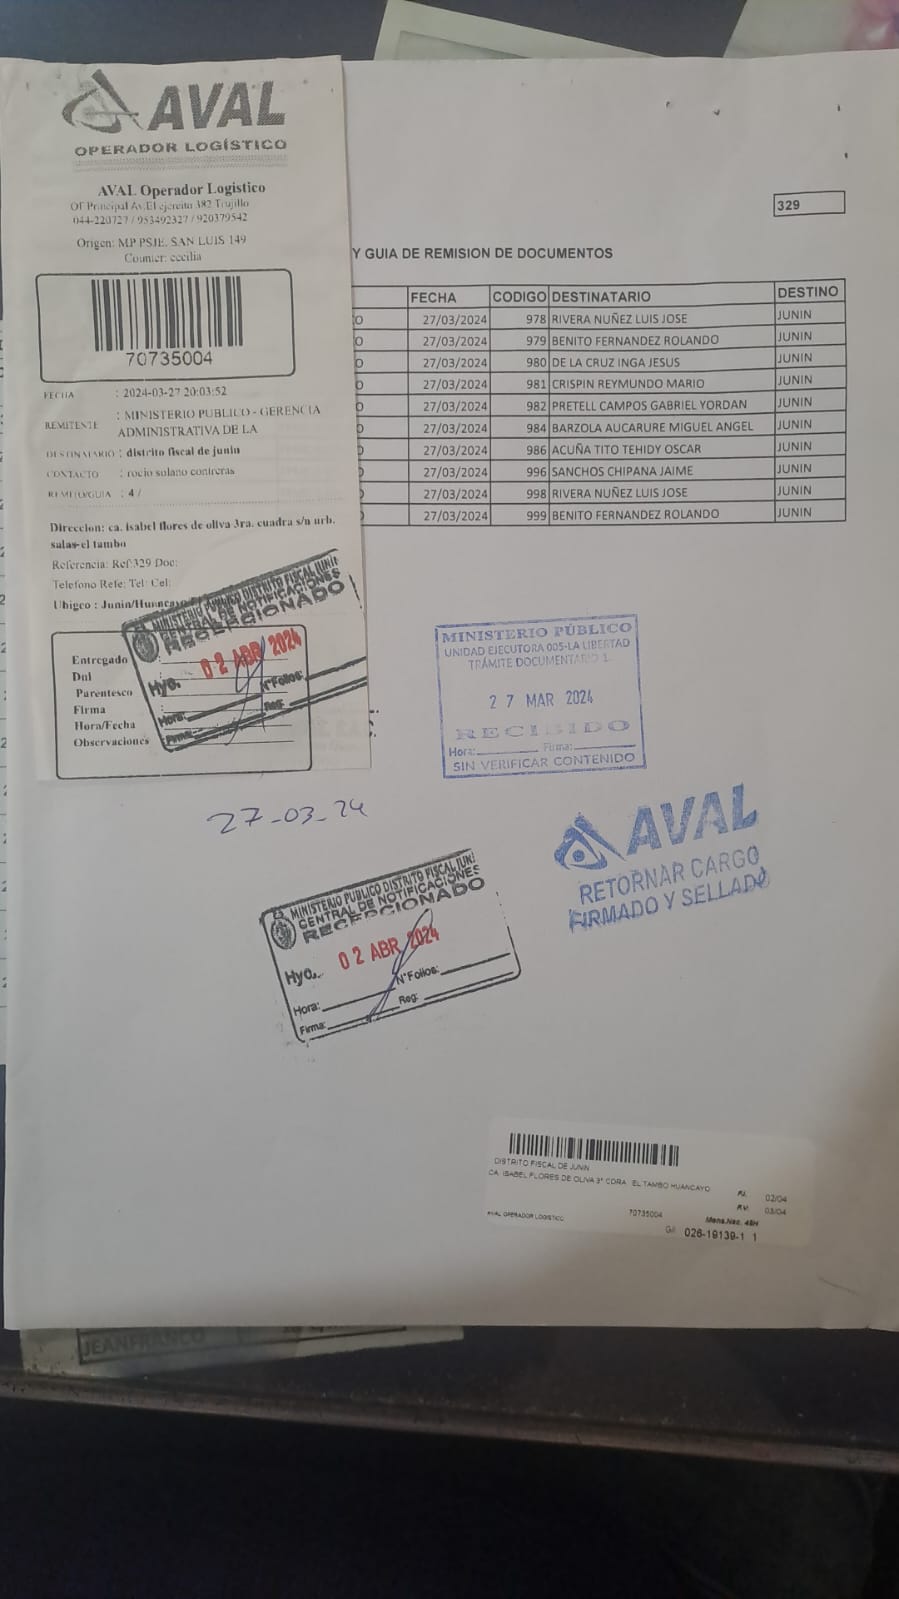 AVAL
OPERADOR LOGÍSTICO
AVAL Operador Logistico
Of Principal Av.El ejercito 382 Trujillo
044-220727 / 953492327 / 920379542
Origen: MP PSJE. SAN LUIS 149
Counter: cecilia
70735004
FECHA : 2024-03-27 20:03:52
REMITENTE : MINISTERIO PUBLICO - GERENCIA
ADMINISTRATIVA DE LA
DESTINATARIO : distrito fiscal de junin
CONTACTO : rocio solano contreras
REMITO/GUIA : 4 /
Direccion: ca. isabel flores de oliva 3ra. cuadra s/n urb.
salas-el tambo
Referencia: Ref:329 Doc:
Telefono Refe: Tel: Cel:
Ubigeo : Junin/Huancayo
MINISTERIO PUBLICO DISTRITO FISCAL JUNIN
CENTRAL DE NOTIFICACIONES
RECEPCIONADO
Hyo. 02 ABR 2024
N°Folios:
Hora: Reg:
Firma:
Entregado
DnI
Parentesco
Firma
Hora/Fecha
Observaciones
329
Y GUIA DE REMISION DE DOCUMENTOS
FECHA CODIGO DESTINATARIO DESTINO
O 27/03/2024 978 RIVERA NUÑEZ LUIS JOSE JUNIN
O 27/03/2024 979 BENITO FERNANDEZ ROLANDO JUNIN
O 27/03/2024 980 DE LA CRUZ INGA JESUS JUNIN
O 27/03/2024 981 CRISPIN REYMUNDO MARIO JUNIN
O 27/03/2024 982 PRETELL CAMPOS GABRIEL YORDAN JUNIN
O 27/03/2024 984 BARZOLA AUCARURE MIGUEL ANGEL JUNIN
O 27/03/2024 986 ACUÑA TITO TEHIDY OSCAR JUNIN
O 27/03/2024 996 SANCHOS CHIPANA JAIME JUNIN
O 27/03/2024 998 RIVERA NUÑEZ LUIS JOSE JUNIN
O 27/03/2024 999 BENITO FERNANDEZ ROLANDO JUNIN
MINISTERIO PÚBLICO
UNIDAD EJECUTORA 005-LA LIBERTAD
TRÁMITE DOCUMENTARIO 1
27 MAR 2024
RECIBIDO
Hora: Firma:
SIN VERIFICAR CONTENIDO
27-03-24
AVAL
RETORNAR CARGO
FIRMADO Y SELLADO
MINISTERIO PUBLICO DISTRITO FISCAL JUNI
CENTRAL DE NOTIFICACIONES
RECEPCIONADO
Hyo. 02 ABR 2024
N°Folios:
Hora: Reg:
Firma:
DISTRITO FISCAL DE JUNIN
CA. ISABEL FLORES DE OLIVA 3° CDRA. EL TAMBO HUANCAYO
02/04
03/04
AVAL OPERADOR LOGISTICO 70735004 Mens.Nac. 48H
G/I 026-19139-1 1
JEANFRANCO